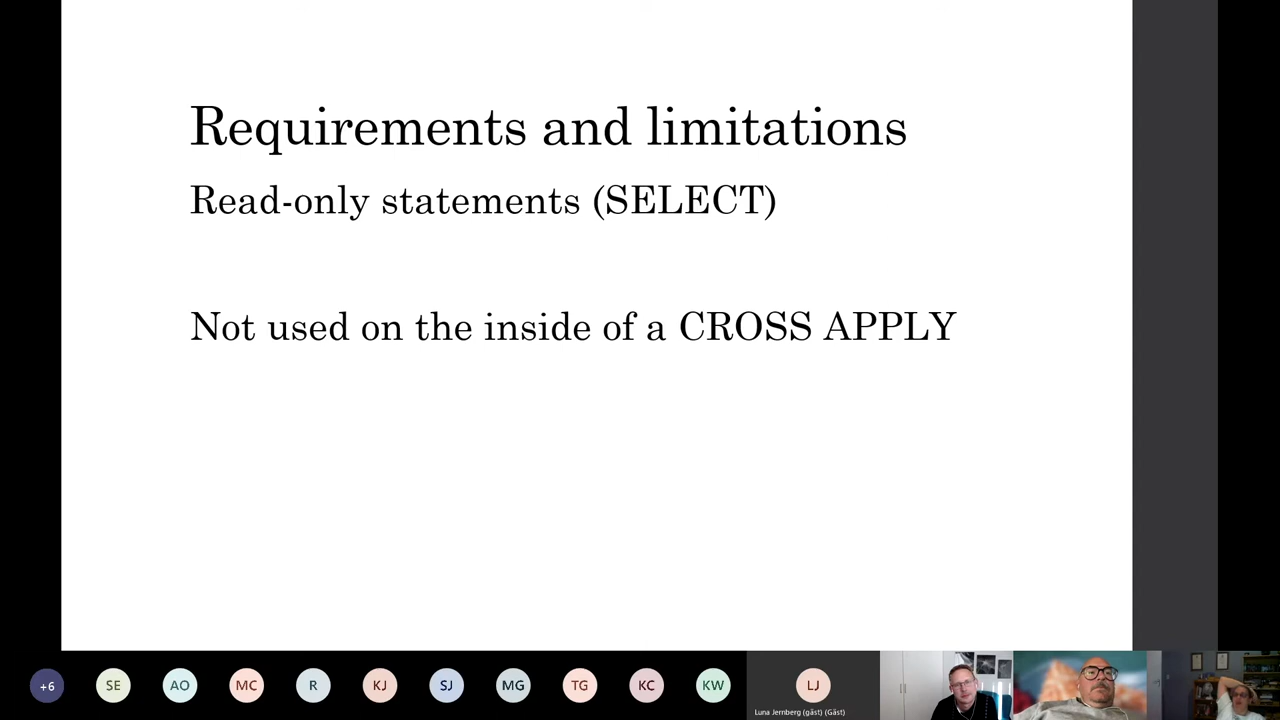 Requirements and limitations
Read-only statements (SELECT)
Not used on the inside of a CROSS APPLY
+6
SE
AO
MC
R
KJ
SJ
MG
TG
KC
KW
LJ
Luna Jernberg (gäst) (Gäst)